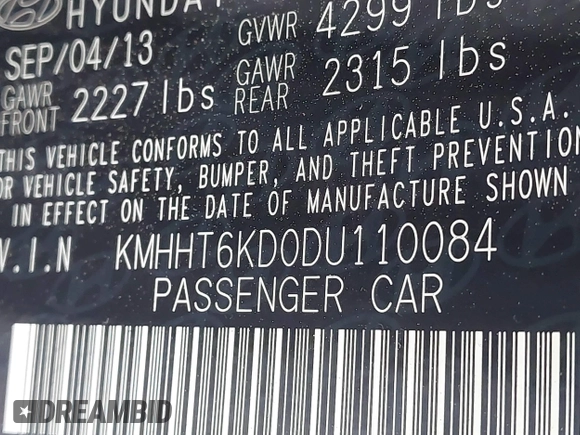 HYUNDAI
SEP/04/13
GVWR 4299 lbs
GAWR FRONT 2227 lbs
GAWR REAR 2315 lbs
THIS VEHICLE CONFORMS TO ALL APPLICABLE U.S.A.
OR VEHICLE SAFETY, BUMPER, AND THEFT PREVENTION
IN EFFECT ON THE DATE OF MANUFACTURE SHOWN
V.I.N KMHHT6KD0DU110084
PASSENGER CAR
DREAMBID